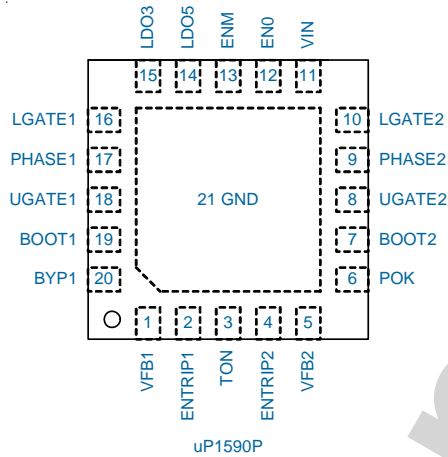 LDO3 LDO5 ENM EN0 VIN
15 14 13 12 11
LGATE1 16 10 LGATE2
PHASE1 17 9 PHASE2
UGATE1 18 21 GND 8 UGATE2
BOOT1 19 7 BOOT2
BYP1 20 6 POK
1 2 3 4 5
VFB1 ENTRIP1 TON ENTRIP2 VFB2
uP1590P